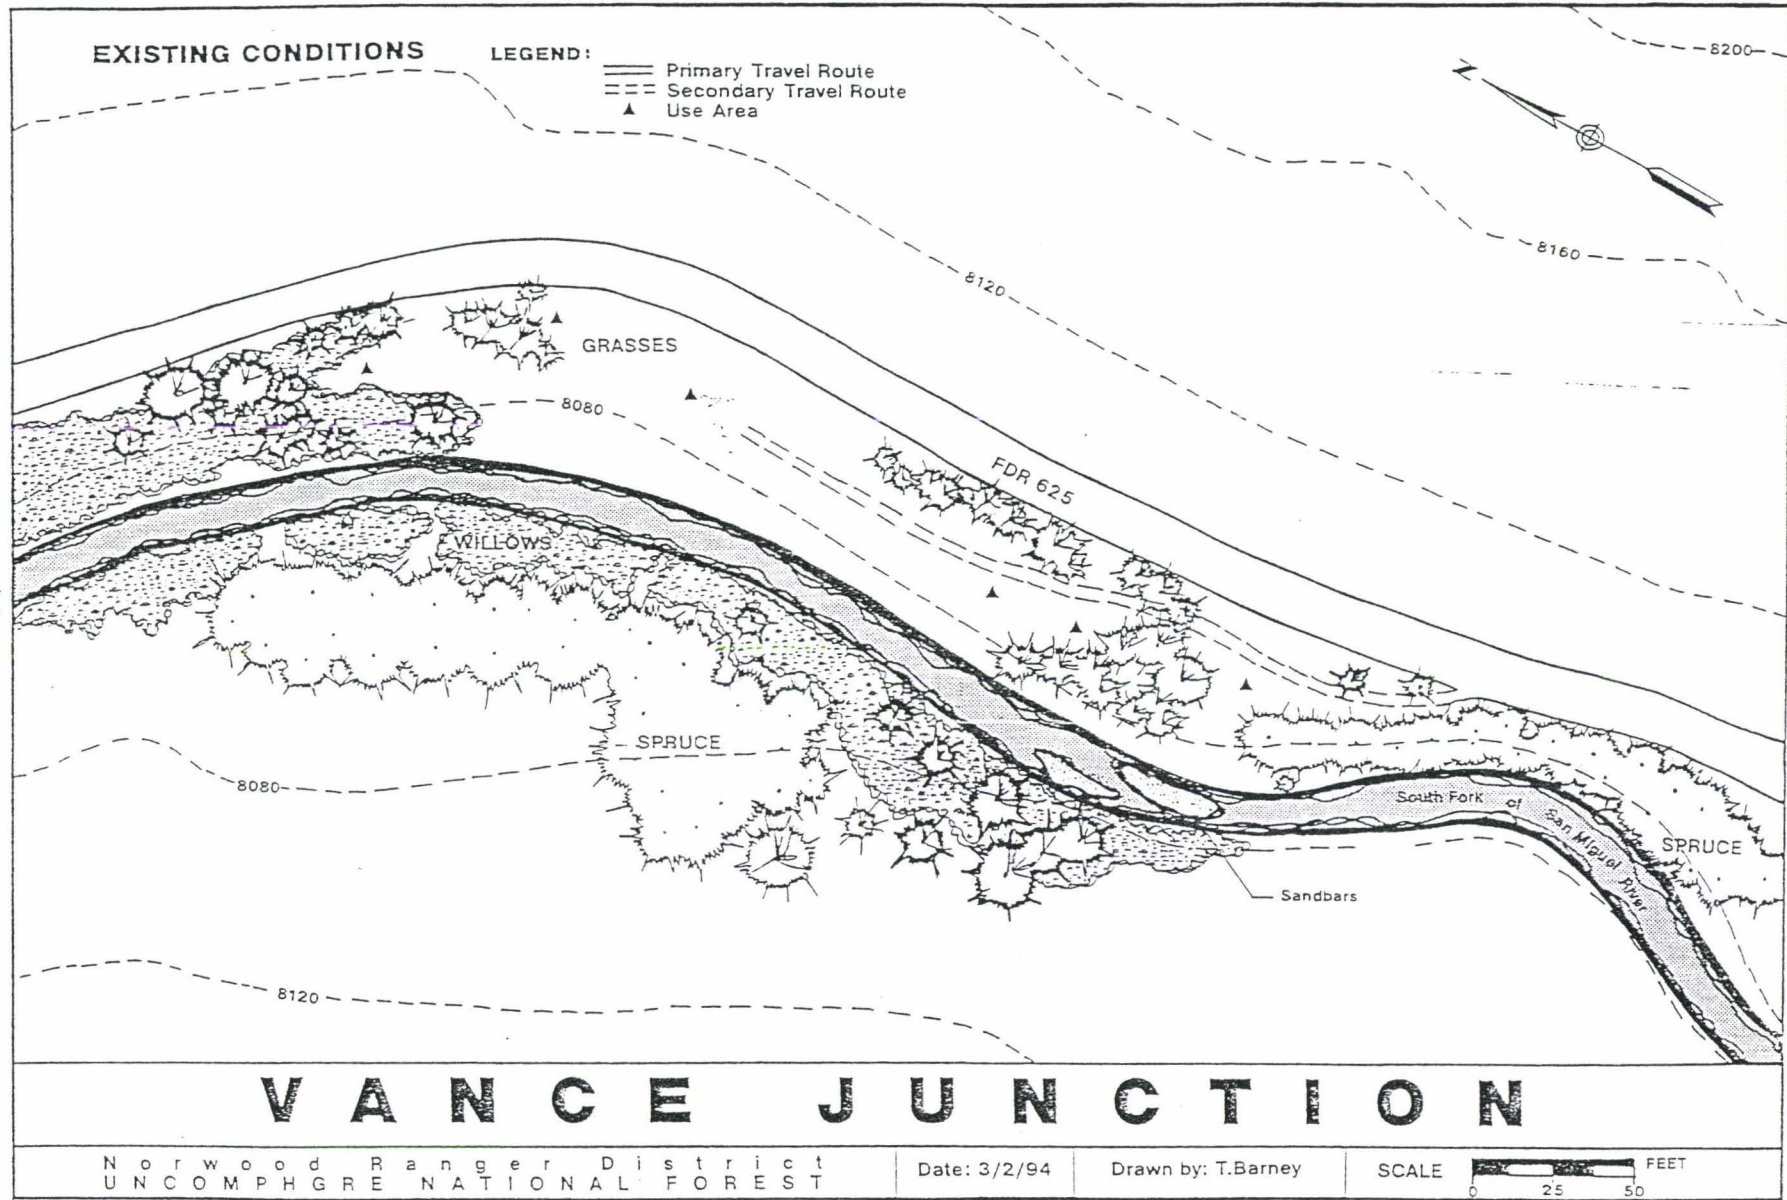 EXISTING CONDITIONS
LEGEND:
Primary Travel Route
Secondary Travel Route
Use Area
8200
N
8160
8120
GRASSES
8080
FDR 625
WILLOWS
SPRUCE
8080
South Fork of San Miguel River
SPRUCE
Sandbars
8120
VANCE JUNCTION
Norwood Ranger District
UNCOMPHGRE NATIONAL FOREST
Date: 3/2/94
Drawn by: T.Barney
SCALE
FEET
0 25 50